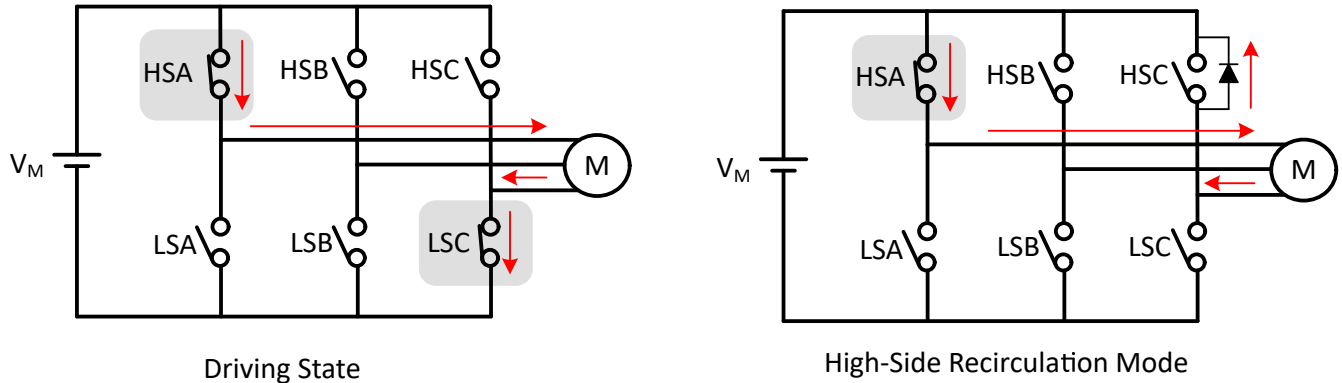 HSA
HSB
HSC
V_M
M
LSA
LSB
LSC
Driving State
HSA
HSB
HSC
V_M
M
LSA
LSB
LSC
High-Side Recirculation Mode